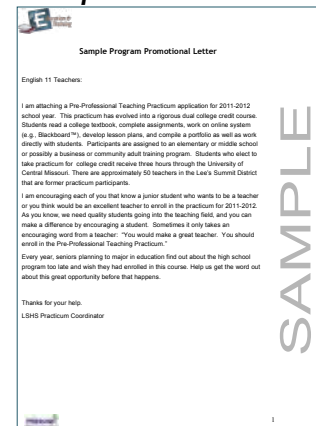 Sample Program Promotional Letter
English 11 Teachers:
I am attaching a Pre-Professional Teaching Practicum application for 2011-2012
school year.  This practicum has evolved into a rigorous dual college credit course.
Students read a college textbook, complete assignments, work on online system
(e.g., Blackboard™), develop lesson plans, and compile a portfolio as well as work
directly with students.  Participants are assigned to an elementary or middle school
or possibly a business or community adult training program.  Students who elect to
take practicum for  college credit receive three hours through the University of
Central Missouri. There are approximately 50 teachers in the Lee's Summit District
that are former practicum participants.
I am encouraging each of you that know a junior student who wants to be a teacher
or you think would be an excellent teacher to enroll in the practicum for 2011-2012.
As you know, we need quality students going into the teaching field, and you can
make a difference by encouraging a student.  Sometimes it only takes an
encouraging word from a teacher:  "You would make a great teacher.  You should
enroll in the Pre-Professional Teaching Practicum."
Every year, seniors planning to major in education find out about the high school
program too late and wish they had enrolled in this course. Help us get the word out
about this great opportunity before that happens.
Thanks for your help.
LSHS Practicum Coordinator
SAMPLE
1